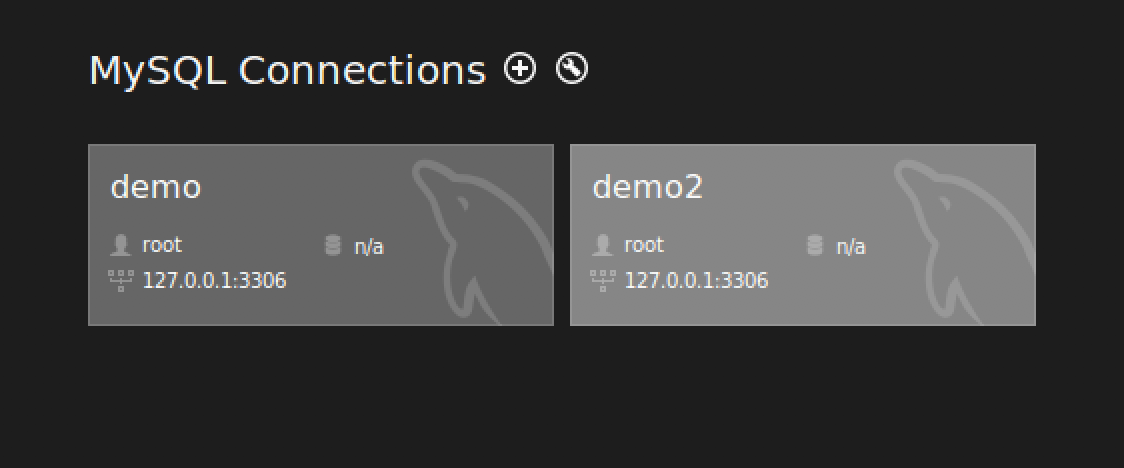 MySQL Connections
demo
root
n/a
127.0.0.1:3306
demo2
root
n/a
127.0.0.1:3306